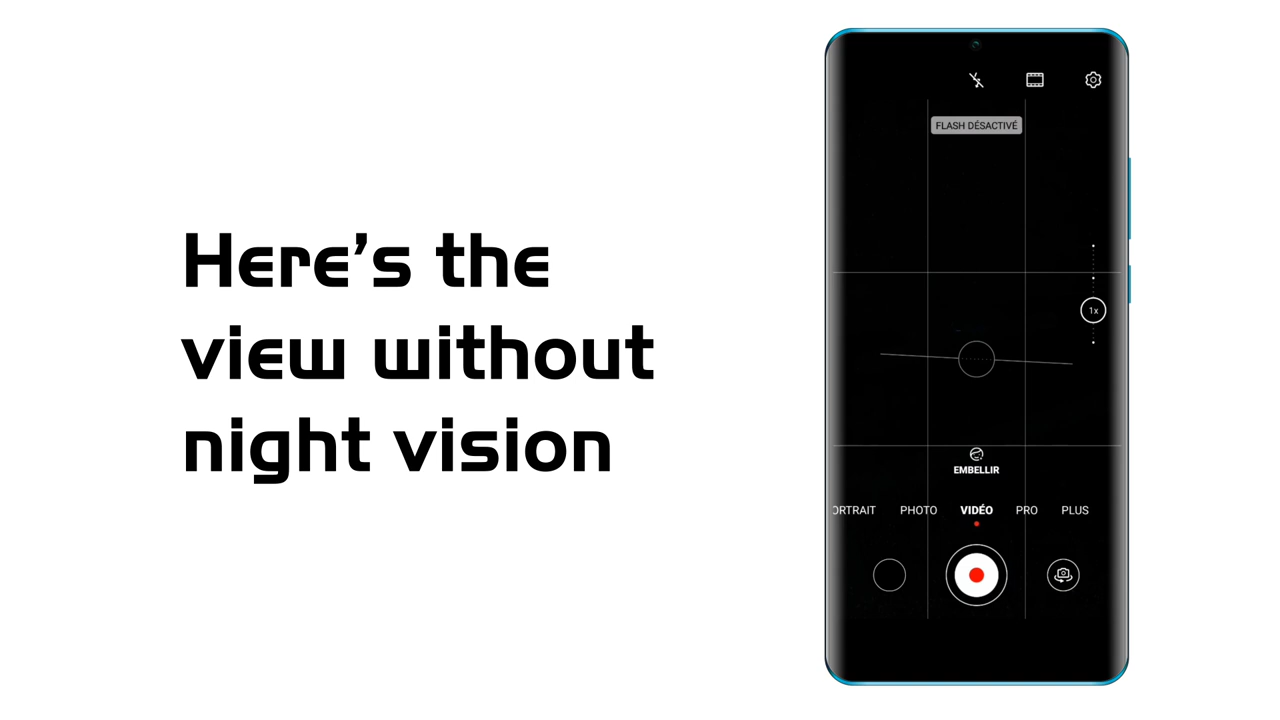 Here's the
view without
night vision
FLASH DÉSACTIVÉ
1x
EMBELLIR
ORTRAIT PHOTO VIDÉO PRO PLUS